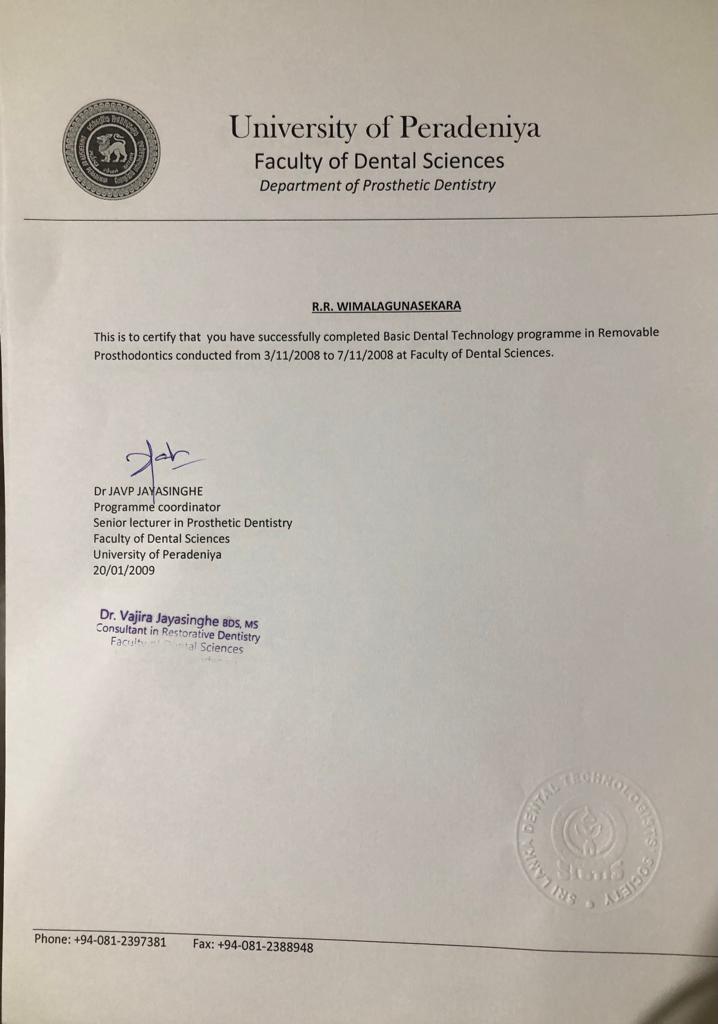 University of Peradeniya
Faculty of Dental Sciences
Department of Prosthetic Dentistry
R.R. WIMALAGUNASEKARA
This is to certify that you have successfully completed Basic Dental Technology programme in Removable
Prosthodontics conducted from 3/11/2008 to 7/11/2008 at Faculty of Dental Sciences.
Dr JAVP JAYASINGHE
Programme coordinator
Senior lecturer in Prosthetic Dentistry
Faculty of Dental Sciences
University of Peradeniya
20/01/2009
Dr. Vajira Jayasinghe BDS, MS
Consultant in Restorative Dentistry
Sciences
SRI LANKA DENTAL TECHNOLOGISTS' SOCIETY
Phone: +94-081-2397381 Fax: +94-081-2388948